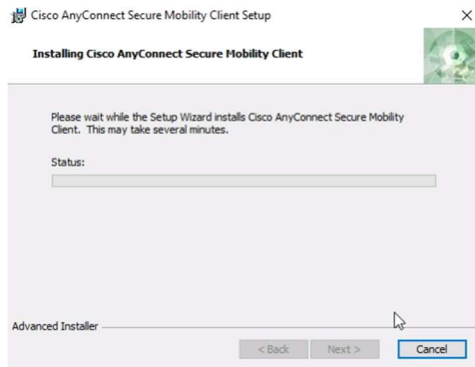 Cisco AnyConnect Secure Mobility Client Setup
Installing Cisco AnyConnect Secure Mobility Client
Please wait while the Setup Wizard installs Cisco AnyConnect Secure Mobility
Client. This may take several minutes.
Status:
Advanced Installer
< Back Next > Cancel